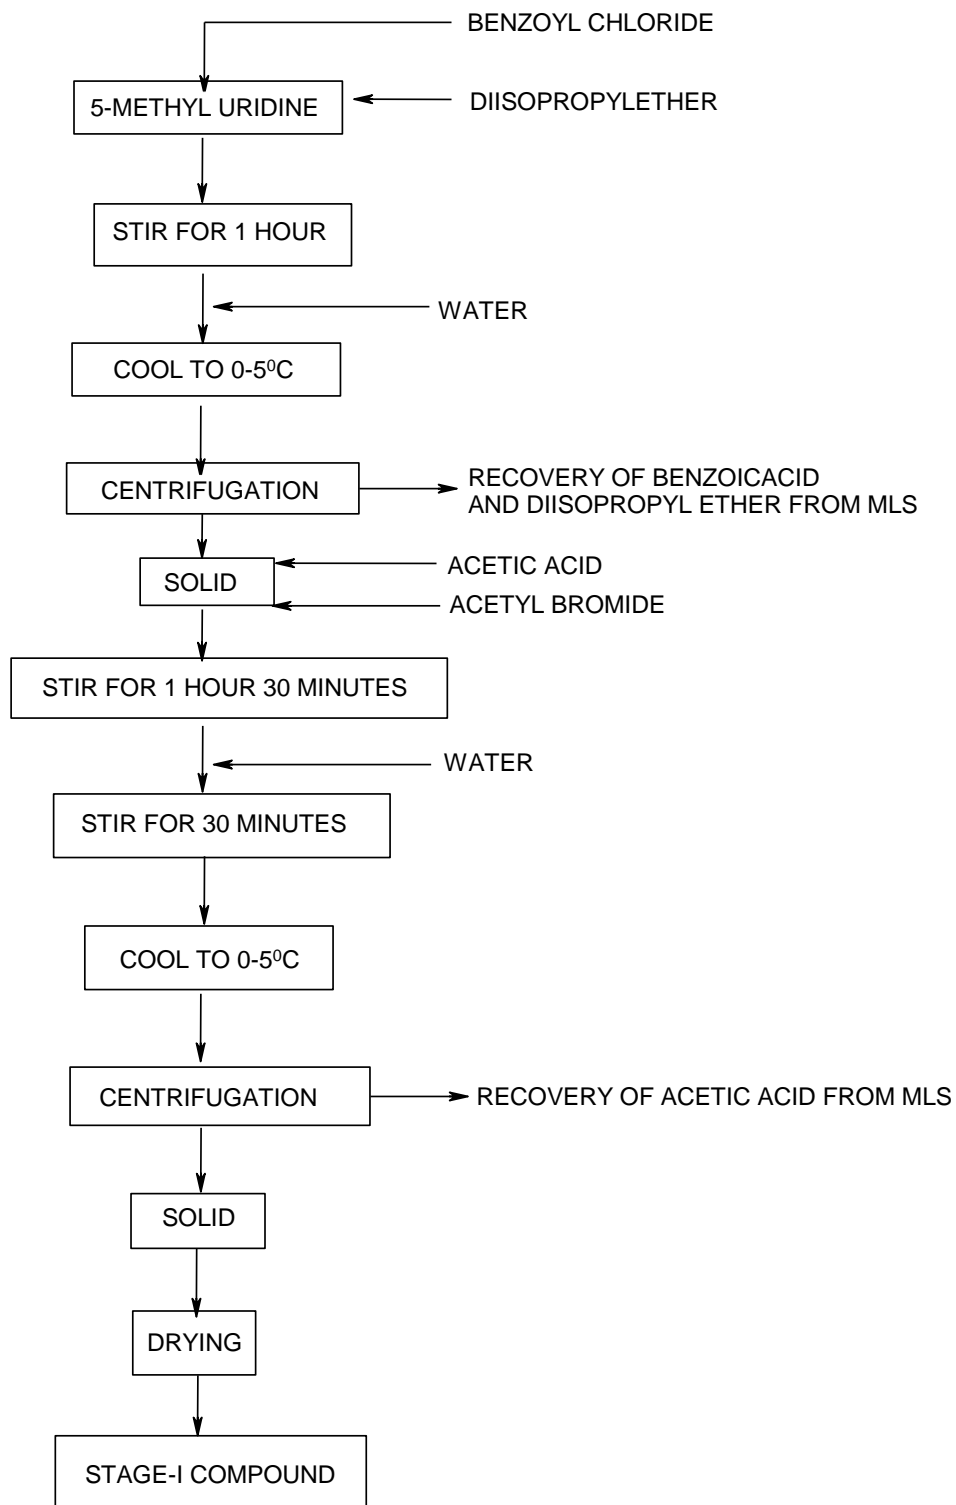 BENZOYL CHLORIDE
5-METHYL URIDINE
DIISOPROPYLETHER
STIR FOR 1 HOUR
WATER
COOL TO 0-5⁰C
CENTRIFUGATION
RECOVERY OF BENZOICACID
AND DIISOPROPYL ETHER FROM MLS
SOLID
ACETIC ACID
ACETYL BROMIDE
STIR FOR 1 HOUR 30 MINUTES
WATER
STIR FOR 30 MINUTES
COOL TO 0-5⁰C
CENTRIFUGATION
RECOVERY OF ACETIC ACID FROM MLS
SOLID
DRYING
STAGE-I COMPOUND